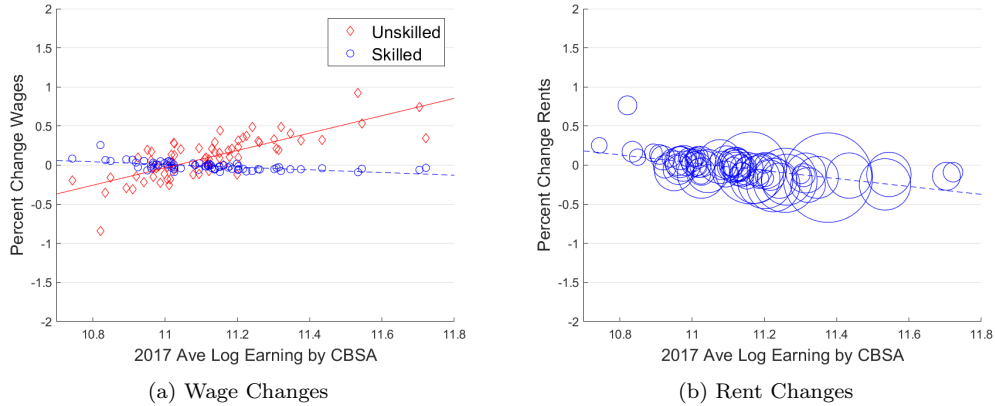 Percent Change Wages
2
1.5
1
0.5
0
-0.5
-1
-1.5
-2
Unskilled
Skilled
10.8 11 11.2 11.4 11.6 11.8
2017 Ave Log Earning by CBSA
(a) Wage Changes
Percent Change Rents
2
1.5
1
0.5
0
-0.5
-1
-1.5
-2
10.8 11 11.2 11.4 11.6 11.8
2017 Ave Log Earning by CBSA
(b) Rent Changes